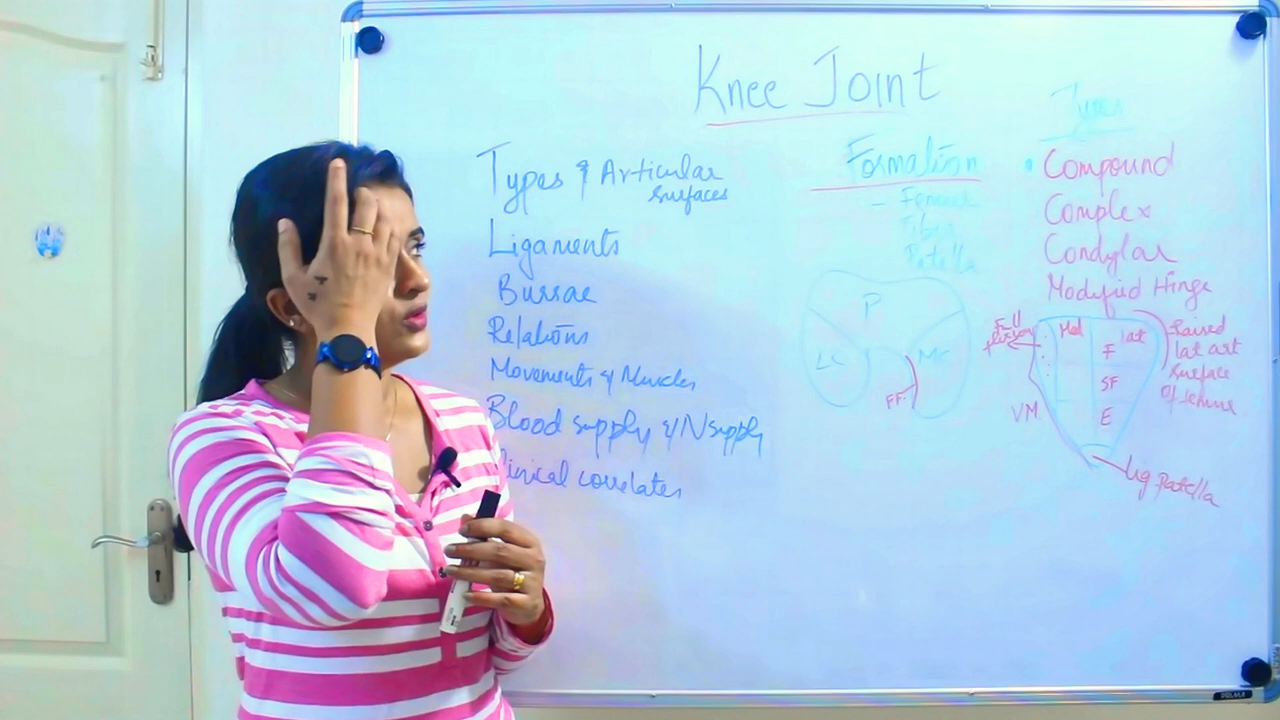 Knee Joint
Types & Articular
surfaces
Ligaments
Bursae
Relations
Movements & Muscles
Blood supply & N supply
Clinical correlates
Formation
- Femur
Tibia
Patella
P
LC
MC
FF
Types
Compound
Complex
Condylar
Modified Hinge
Med
lat
F
SF
E
VM
Raised
lat art
surface
of femur
lig patella